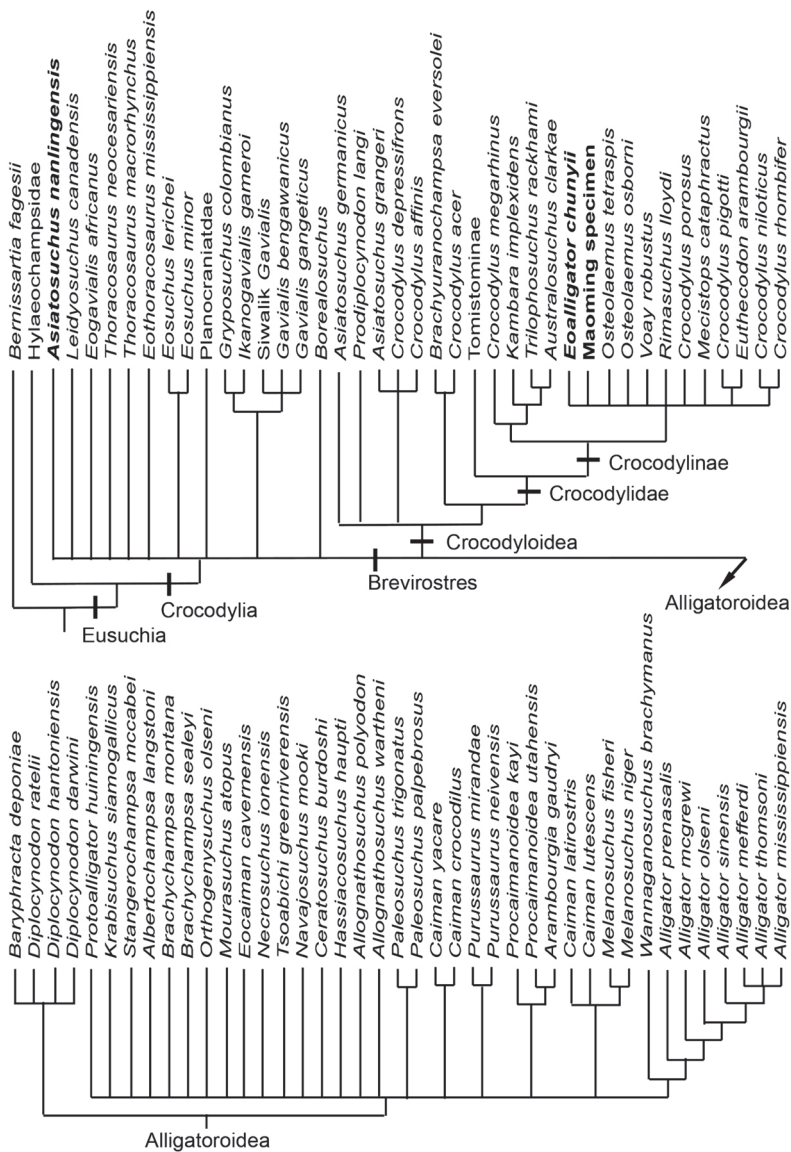 Bernissartia fagesii
Hylaeochampsidae
Asiatosuchus nanlingensis
Leidyosuchus canadensis
Eogavialis africanus
Thoracosaurus neocesariensis
Thoracosaurus macrorhynchus
Eothoracosaurus mississippiensis
Eosuchus lerichei
Eosuchus minor
Planocraniatdae
Gryposuchus colombianus
Ikanogavialis gameroi
Siwalik Gavialis
Gavialis bengawanicus
Gavialis gangeticus
Borealosuchus
Asiatosuchus germanicus
Prodiplocynodon langi
Asiatosuchus grangeri
Crocodylus depressifrons
Crocodylus affinis
Brachyuranochampsa eversolei
Crocodylus acer
Tomistominae
Crocodylus megarhinus
Kambara implexidens
Trilophosuchus rackhami
Australosuchus clarkae
Eoalligator chunyii
Maoming specimen
Osteolaemus tetraspis
Osteolaemus osborni
Voay robustus
Rimasuchus lloydi
Crocodylus porosus
Mecistops cataphractus
Crocodylus pigotti
Euthecodon arambourgii
Crocodylus niloticus
Crocodylus rhombifer
Crocodylinae
Crocodylidae
Crocodyloidea
Brevirostres
Alligatoroidea
Crocodylia
Eusuchia
Baryphracta deponiae
Diplocynodon ratelii
Diplocynodon hantoniensis
Diplocynodon darwini
Protoalligator huiningensis
Krabisuchus siamogallicus
Stangerochampsa mccabei
Albertochampsa langstoni
Brachychampsa montana
Brachychampsa sealeyi
Orthogenysuchus olseni
Mourasuchus atopus
Eocaiman cavernensis
Necrosuchus ionensis
Tsoabichi greenriverensis
Navajosuchus mooki
Ceratosuchus burdoshi
Hassiacosuchus haupti
Allognathosuchus polyodon
Allognathosuchus wartheni
Paleosuchus trigonatus
Paleosuchus palpebrosus
Caiman yacare
Caiman crocodilus
Purussaurus mirandae
Purussaurus neivensis
Procaimanoidea kayi
Procaimanoidea utahensis
Arambourgia gaudryi
Caiman latirostris
Caiman lutescens
Melanosuchus fisheri
Melanosuchus niger
Wannaganosuchus brachymanus
Alligator prenasalis
Alligator mcgrewi
Alligator olseni
Alligator sinensis
Alligator mefferdi
Alligator thomsoni
Alligator mississippiensis
Alligatoroidea